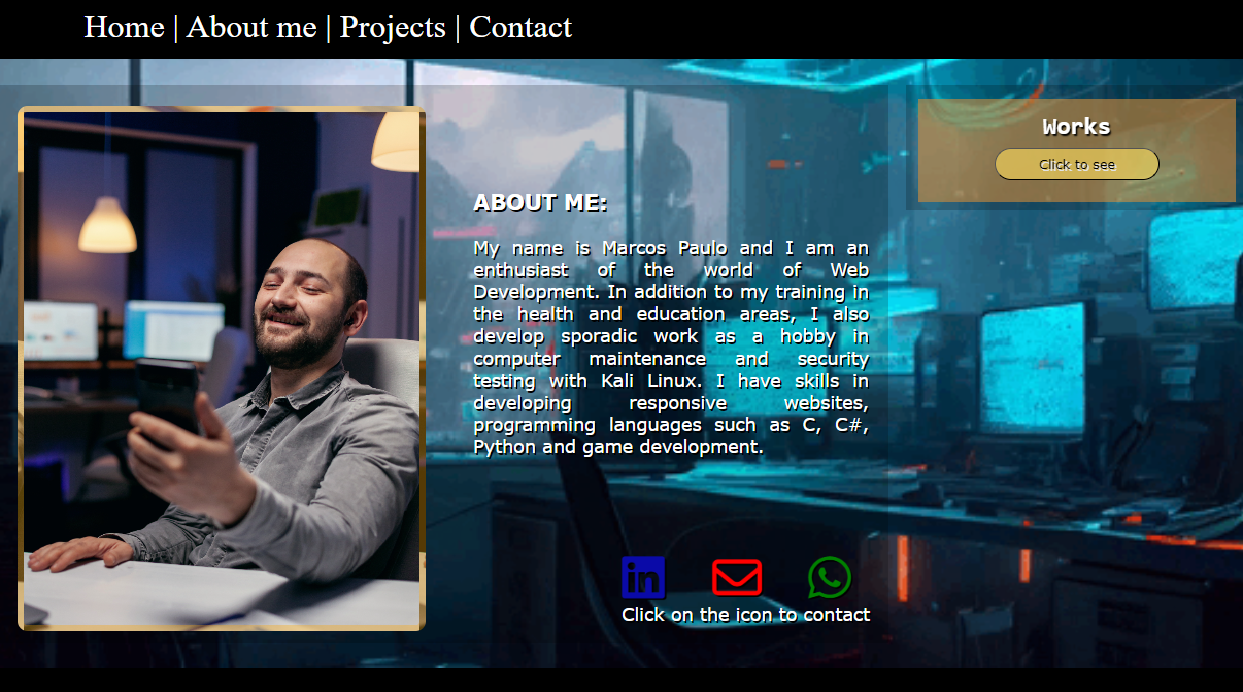 Home | About me | Projects | Contact
Works
Click to see
ABOUT ME:
My name is Marcos Paulo and I am an
enthusiast of the world of Web
Development. In addition to my training in
the health and education areas, I also
develop sporadic work as a hobby in
computer maintenance and security
testing with Kali Linux. I have skills in
developing responsive websites,
programming languages such as C, C#,
Python and game development.
in
Click on the icon to contact